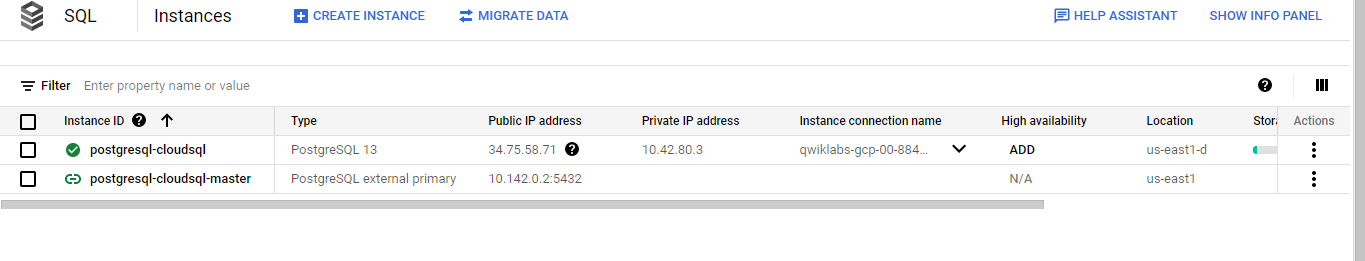 SQL Instances CREATE INSTANCE MIGRATE DATA HELP ASSISTANT SHOW INFO PANEL
Filter Enter property name or value ?
Instance ID ? Type Public IP address Private IP address Instance connection name High availability Location Stora Actions
postgresql-cloudsql PostgreSQL 13 34.75.58.71 ? 10.42.80.3 qwiklabs-gcp-00-884... ADD us-east1-d
postgresql-cloudsql-master PostgreSQL external primary 10.142.0.2:5432 N/A us-east1